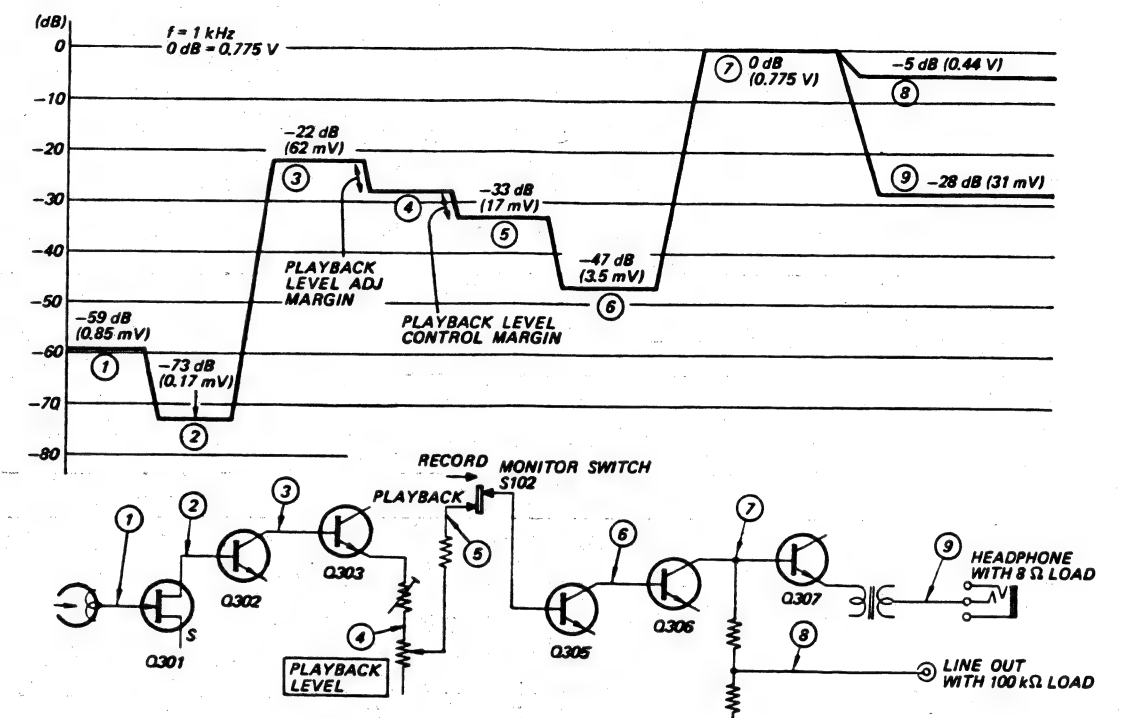 (dB)
f = 1 kHz
0 dB = 0.775 V
0
-10
-20
-30
-40
-50
-60
-70
-80
-59 dB
(0.85 mV)
1
-73 dB
(0.17 mV)
2
-22 dB
(62 mV)
3
PLAYBACK
LEVEL ADJ
MARGIN
4
-33 dB
(17 mV)
5
PLAYBACK LEVEL
CONTROL MARGIN
-47 dB
(3.5 mV)
6
7
0 dB
(0.775 V)
-5 dB (0.44 V)
8
9
-28 dB (31 mV)
RECORD
MONITOR SWITCH
S102
PLAYBACK
1
2
3
4
5
6
7
8
9
S
Q301
Q302
Q303
PLAYBACK
LEVEL
Q305
Q306
Q307
HEADPHONE
WITH 8 Ω LOAD
LINE OUT
WITH 100 kΩ LOAD